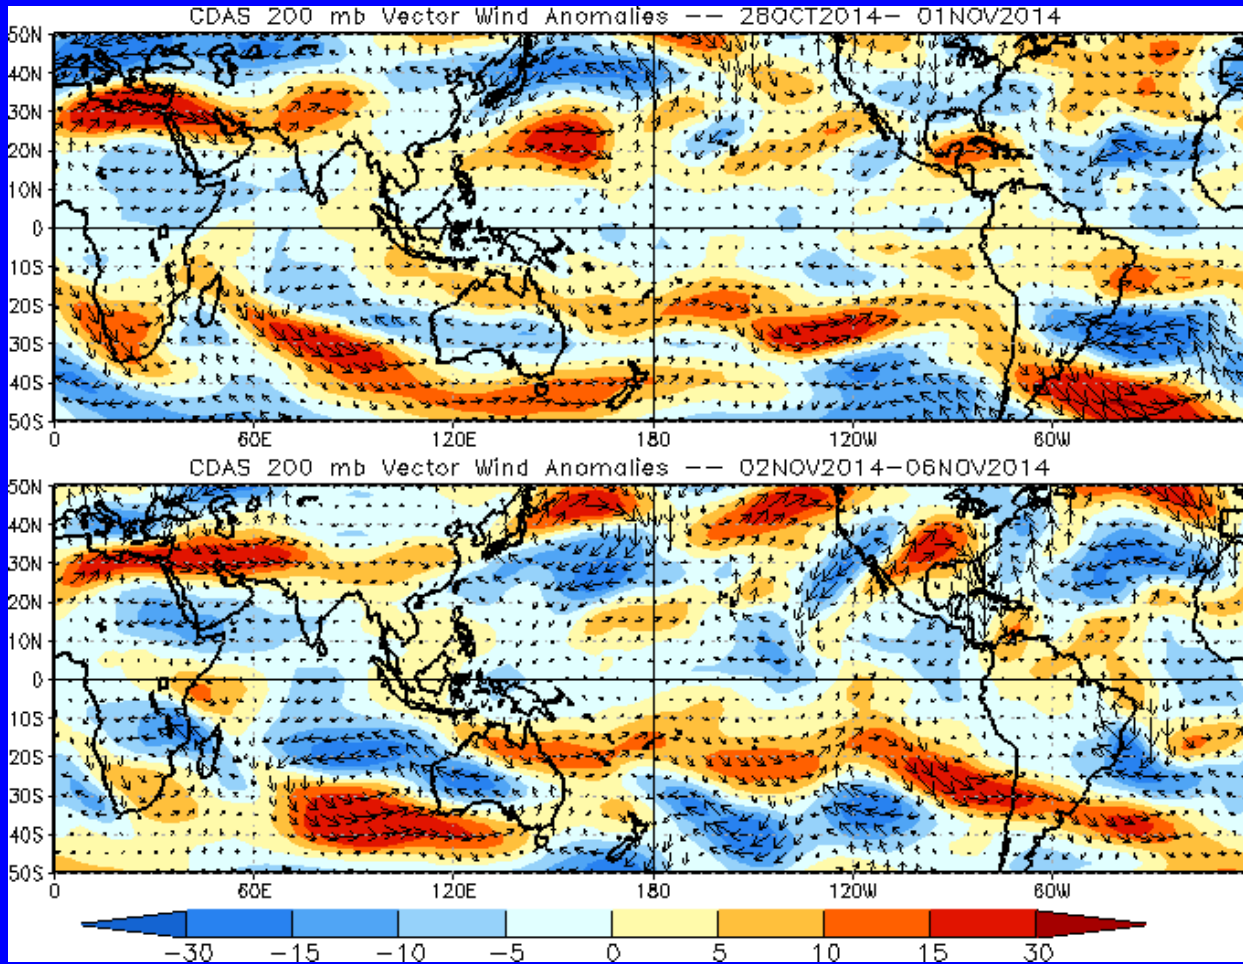 CDAS 200 mb Vector Wind Anomalies -- 28OCT2014- 01NOV2014
50N
40N
30N
20N
10N
0
10S
20S
30S
40S
50S
0 60E 120E 180 120W 60W
CDAS 200 mb Vector Wind Anomalies -- 02NOV2014-06NOV2014
50N
40N
30N
20N
10N
0
10S
20S
30S
40S
50S
0 60E 120E 180 120W 60W
-30 -15 -10 -5 0 5 10 15 30